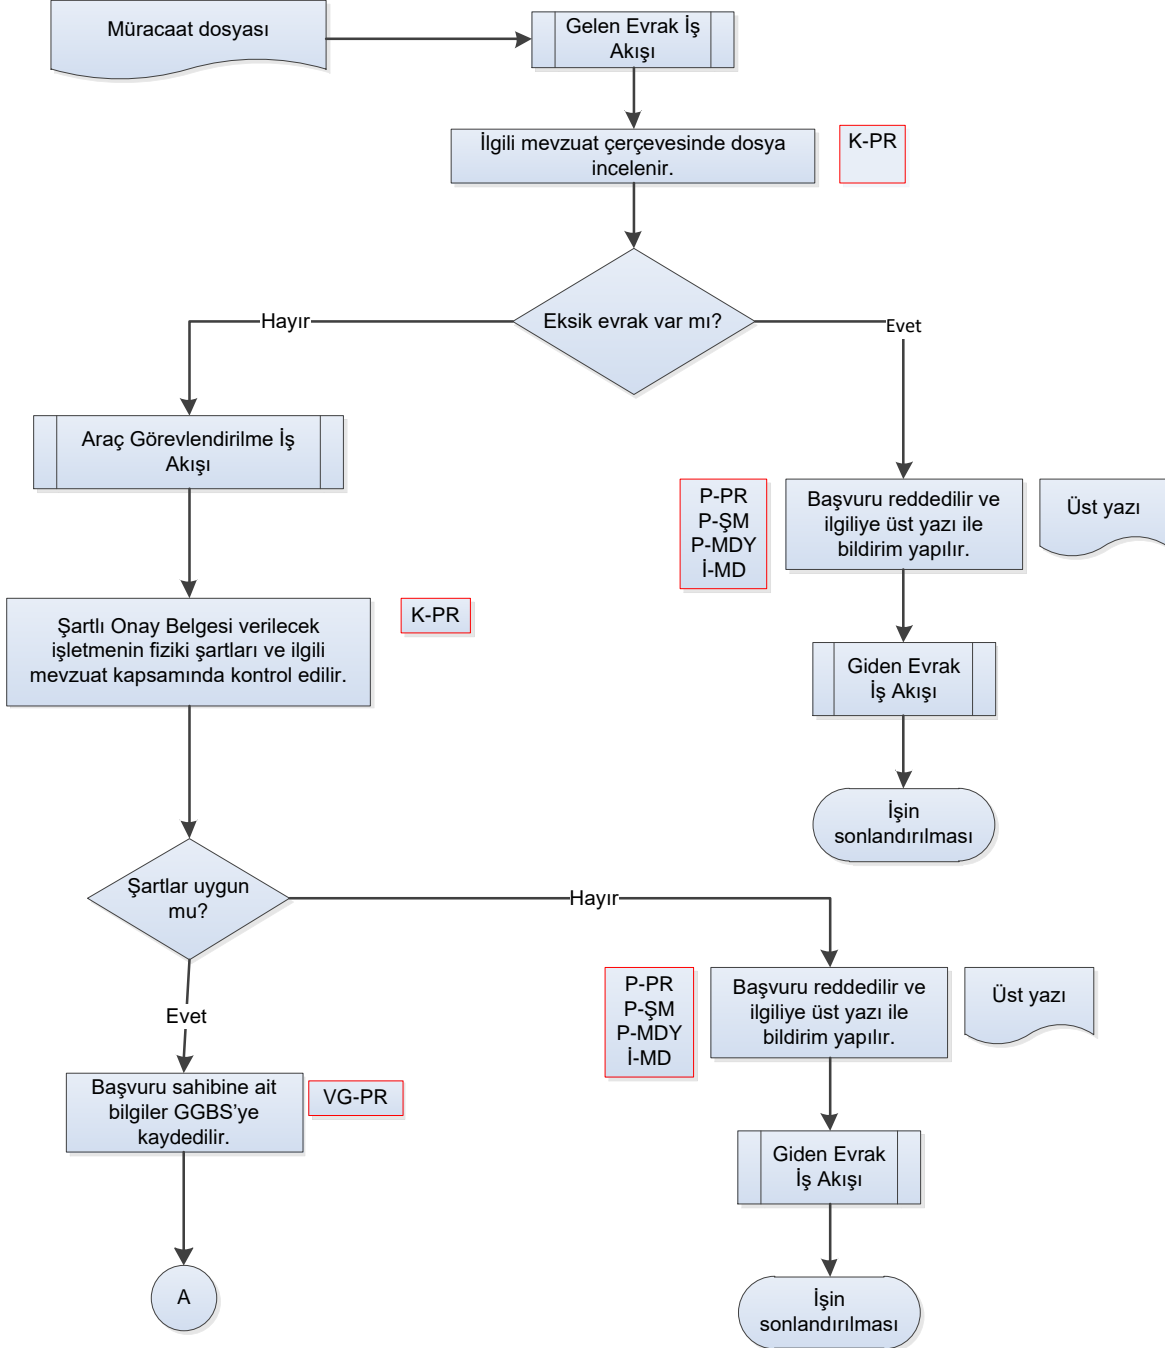 Müracaat dosyası
Gelen Evrak İş
Akışı
İlgili mevzuat çerçevesinde dosya
incelenir.
K-PR
Eksik evrak var mı?
Hayır
Evet
Araç Görevlendirilme İş
Akışı
P-PR
P-ŞM
P-MDY
İ-MD
Başvuru reddedilir ve
ilgiliye üst yazı ile
bildirim yapılır.
Üst yazı
Şartlı Onay Belgesi verilecek
işletmenin fiziki şartları ve ilgili
mevzuat kapsamında kontrol edilir.
K-PR
Giden Evrak
İş Akışı
İşin
sonlandırılması
Şartlar uygun
mu?
Hayır
Evet
P-PR
P-ŞM
P-MDY
İ-MD
Başvuru reddedilir ve
ilgiliye üst yazı ile
bildirim yapılır.
Üst yazı
Başvuru sahibine ait
bilgiler GGBS’ye
kaydedilir.
VG-PR
Giden Evrak
İş Akışı
A
İşin
sonlandırılması